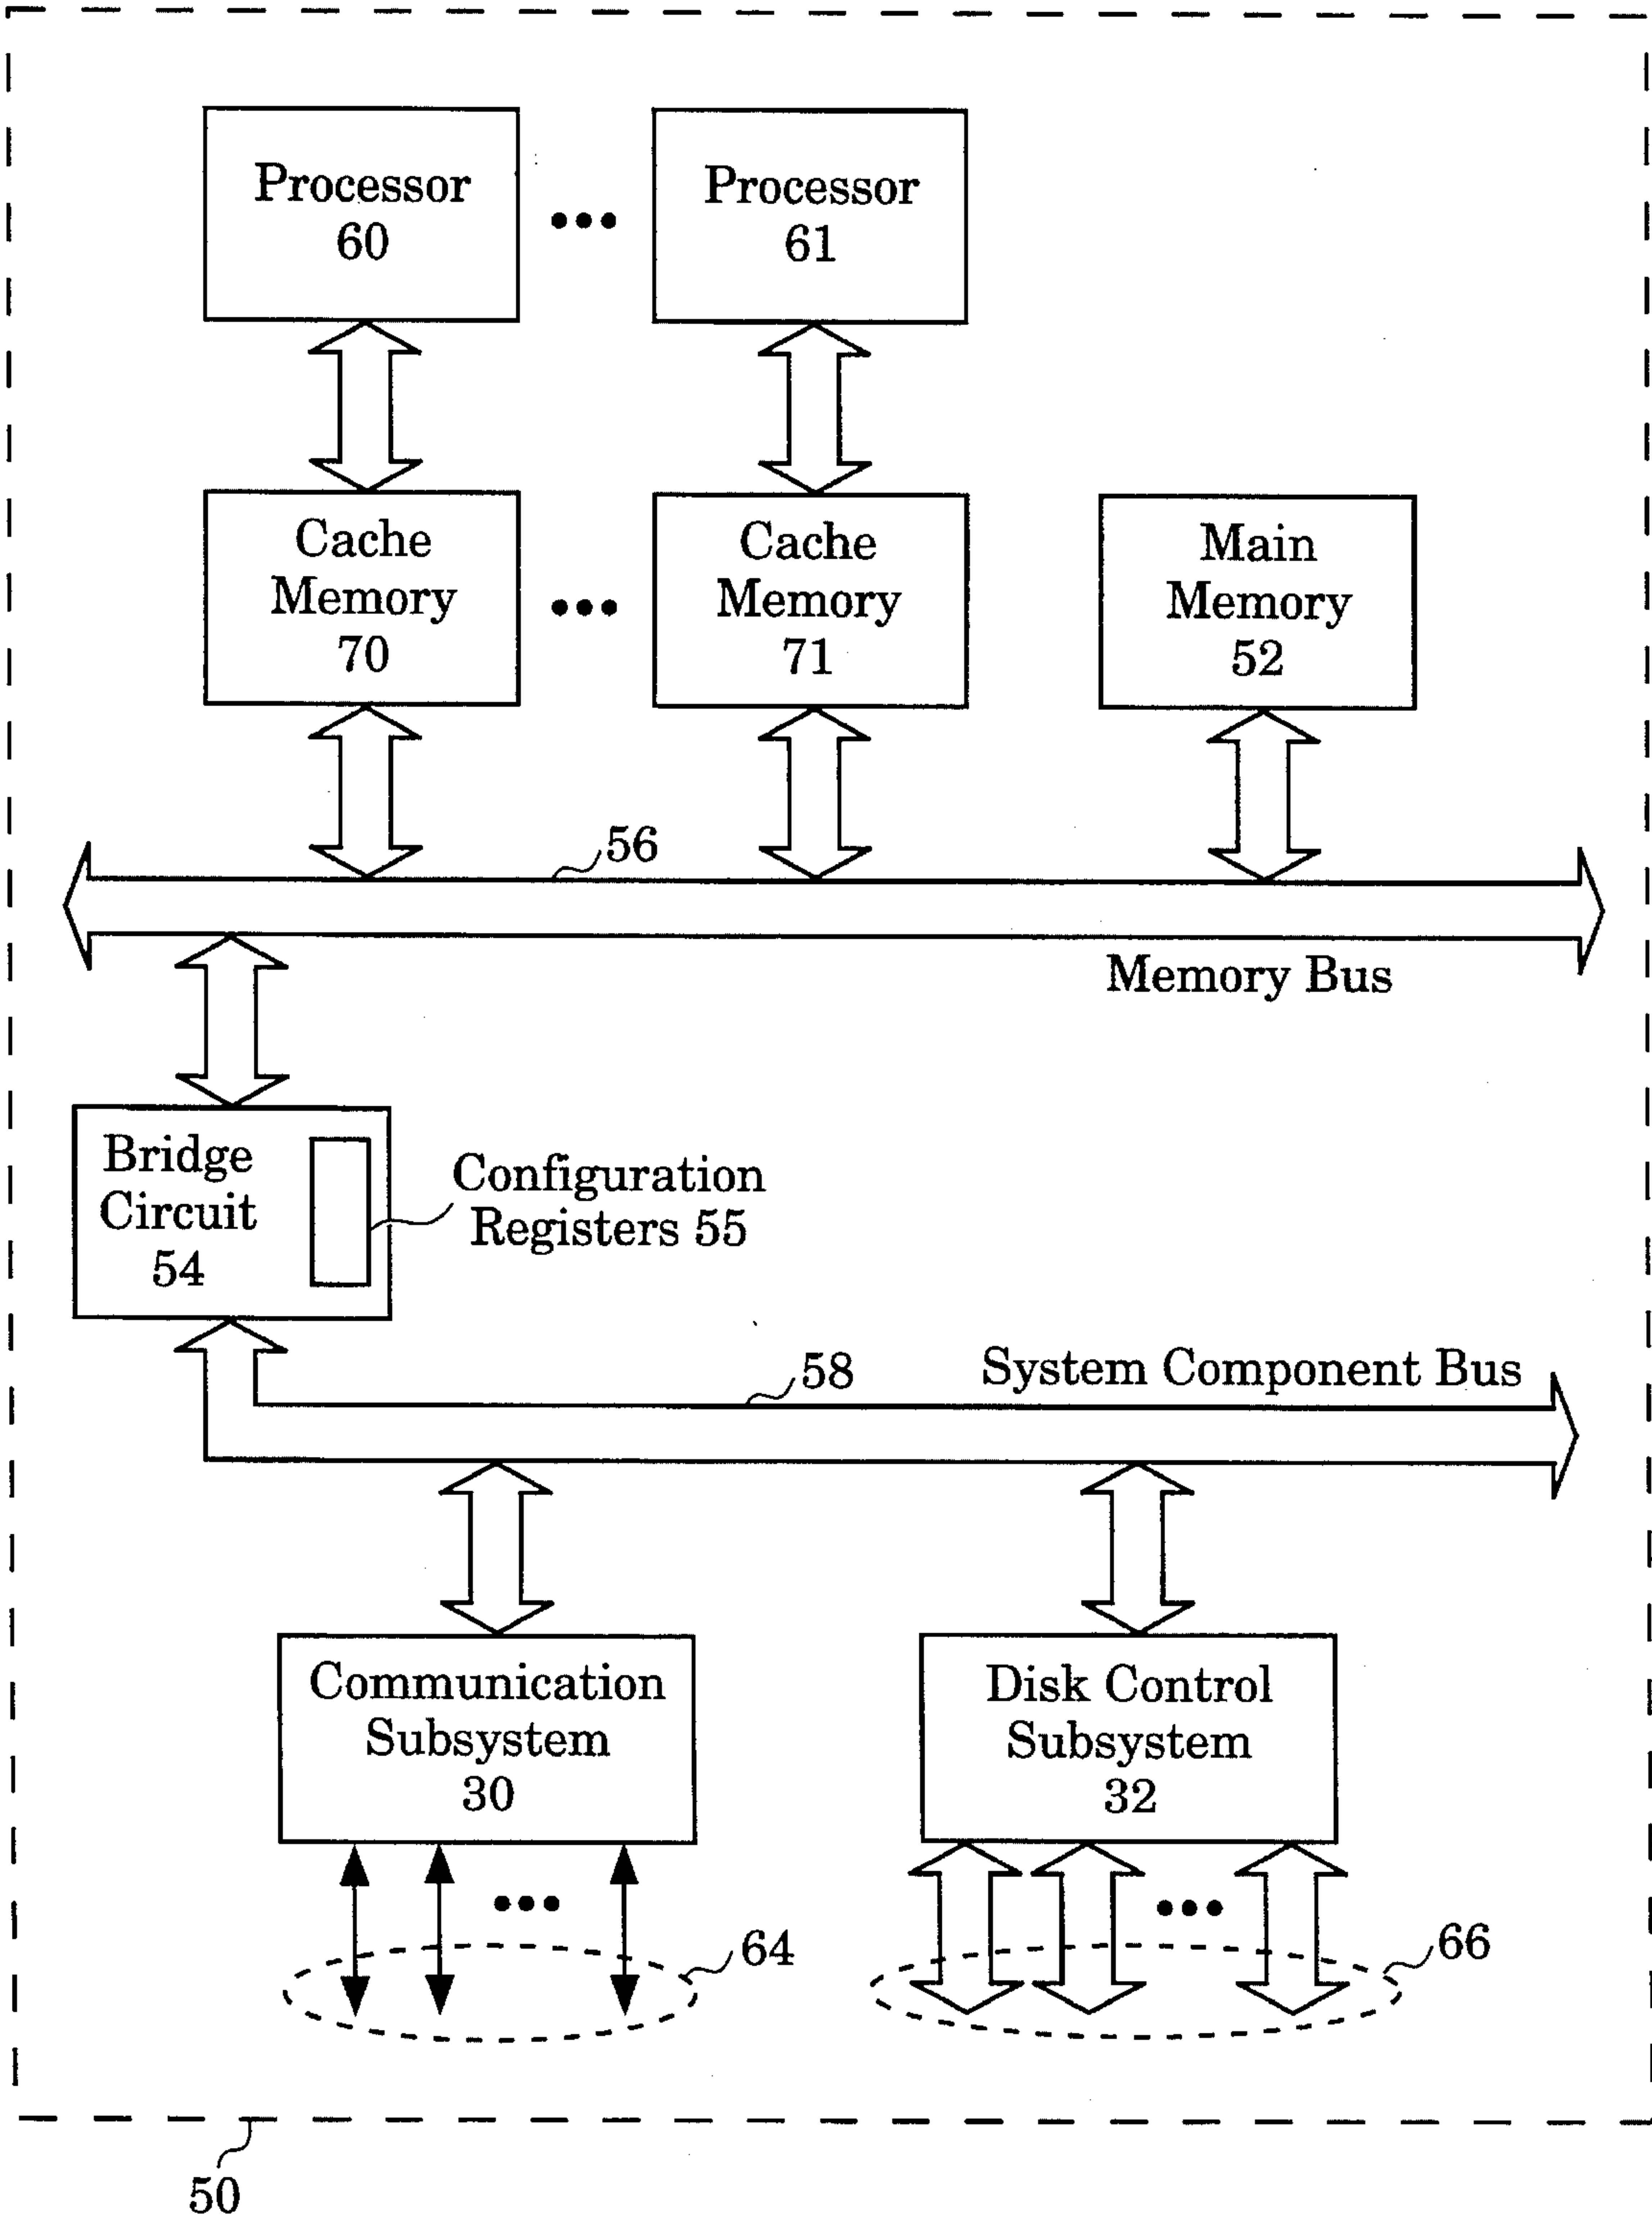 Processor
60
•••
Processor
61
Cache
Memory
70
•••
Cache
Memory
71
Main
Memory
52
56
Memory Bus
Bridge
Circuit
54
Configuration
Registers 55
58
System Component Bus
Communication
Subsystem
30
Disk Control
Subsystem
32
•••
•••
64
66
50